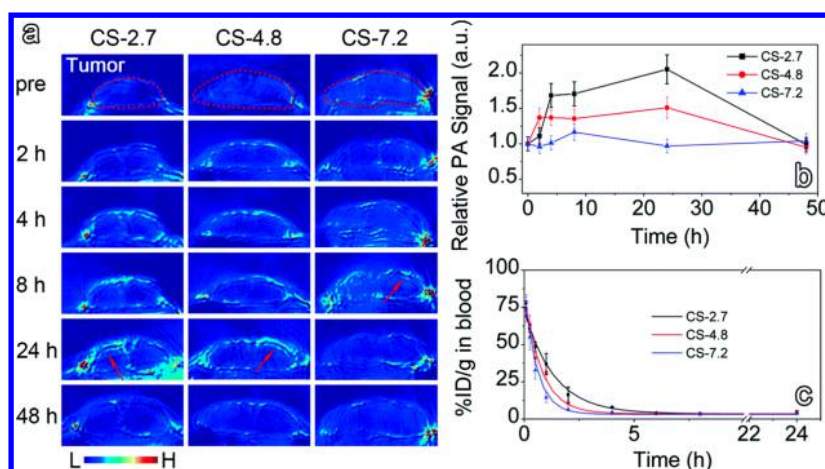 a
CS-2.7 CS-4.8 CS-7.2
pre
Tumor
2 h
4 h
8 h
24 h
48 h
L H
Relative PA Signal (a.u.)
2.0
1.5
1.0
0.5
CS-2.7
CS-4.8
CS-7.2
b
0 10 20 30 40 50
Time (h)
%ID/g in blood
100
75
50
25
0
CS-2.7
CS-4.8
CS-7.2
c
0 5 22 24
Time (h)